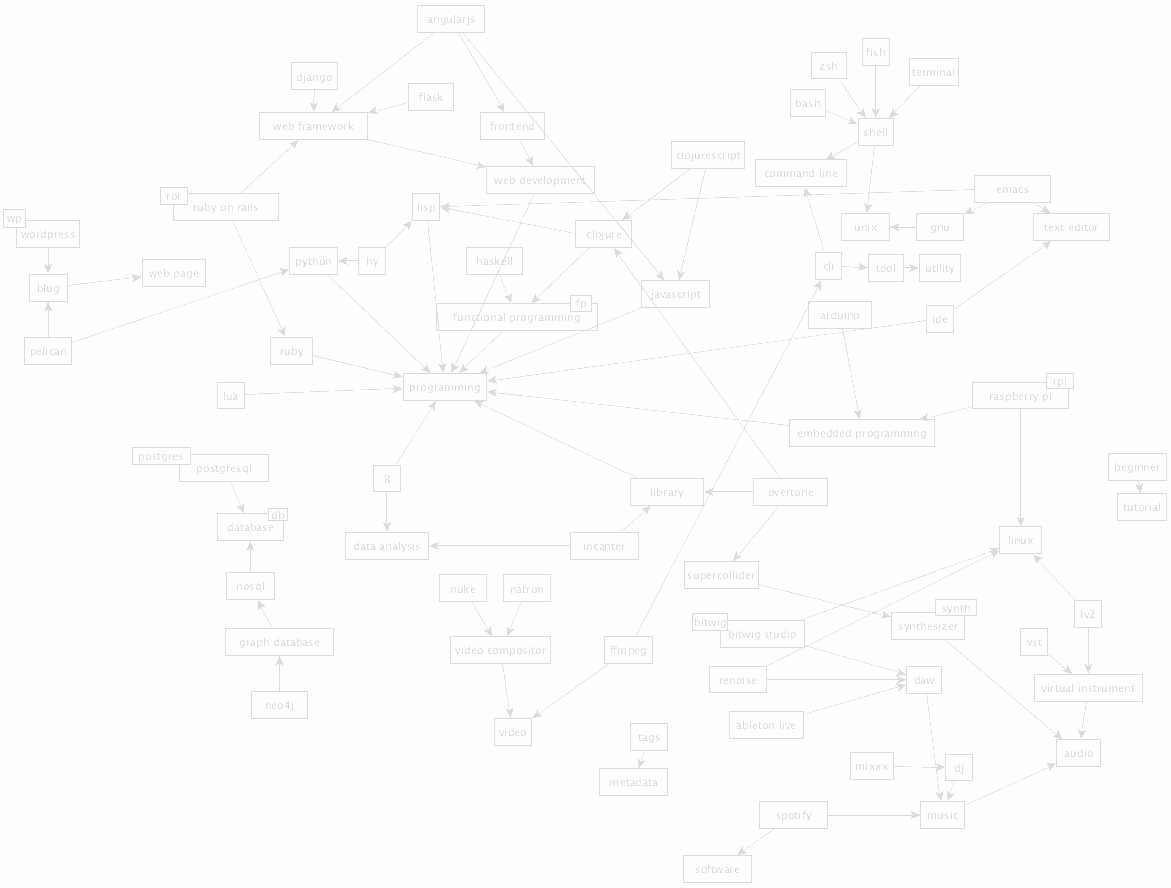 angularjs
fish
zsh
terminal
django
flask
bash
web framework
frontend
shell
clojurescript
command line
web development
emacs
ror
ruby on rails
lisp
wp
wordpress
clojure
unix
gnu
text editor
python
hy
haskell
web page
cli
tool
utility
blog
javascript
fp
functional programming
arduino
ide
pelican
ruby
programming
rpi
raspberry pi
lua
embedded programming
postgres
postgresql
beginner
R
library
overtone
tutorial
db
database
data analysis
incanter
linux
supercollider
nosql
nuke
natron
synth
synthesizer
lv2
bitwig
bitwig studio
graph database
video compositor
ffmpeg
vst
renoise
daw
virtual instrument
neo4j
video
ableton live
tags
audio
mixxx
dj
metadata
spotify
music
software